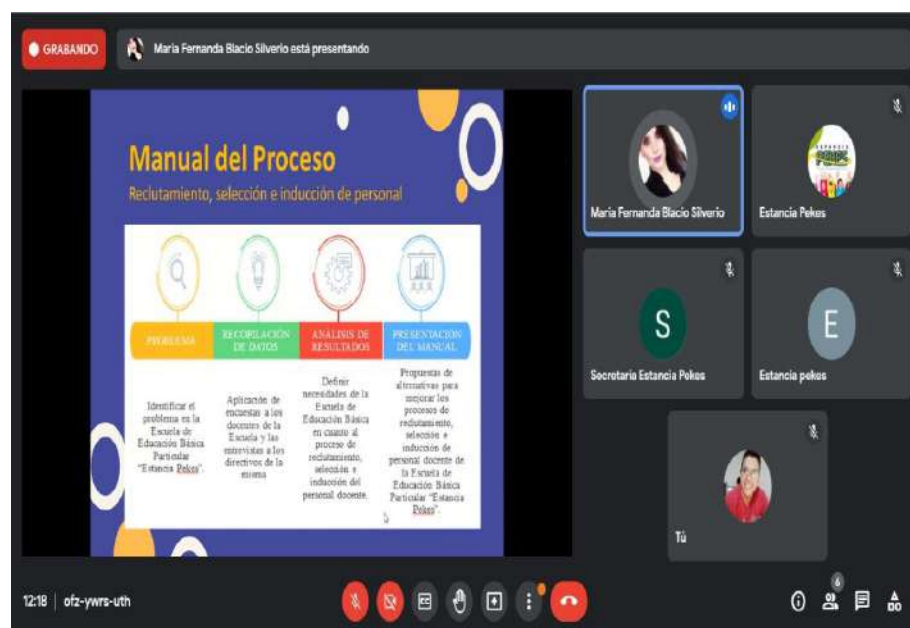 GRABANDO
Maria Fernanda Blacio Silverio está presentando
Manual del Proceso
Reclutamiento, selección e inducción de personal
PROBLEMA
RECOPILACIÓN
DE DATOS
ANÁLISIS DE
RESULTADOS
PRESENTACIÓN
DEL MANUAL
Identificar el
problema en la
Escuela de
Educación Básica
Particular
"Estancia Pekes".
Aplicación de
encuestas a los
docentes de la
Escuela y las
entrevistas a los
directivos de la
misma
Definir
necesidades de la
Escuela de
Educación Básica
en cuanto al
proceso de
reclutamiento,
selección e
inducción del
personal docente.
Propuestas de
alternativas para
mejorar los
procesos de
reclutamiento,
selección e
inducción de
personal docente de
la Escuela de
Educación Básica
Particular "Estancia
Pekes".
Maria Fernanda Blacio Silverio
Estancia Pekes
S
Secretaria Estancia Pekes
E
Estancia pekes
Tú
12:18 | ofz-ywrs-uth
CC
6